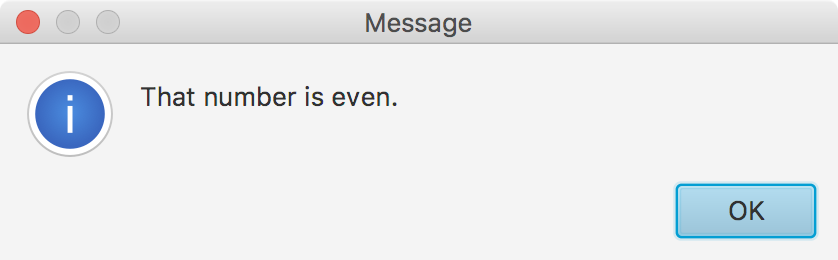 Message
i
That number is even.
OK